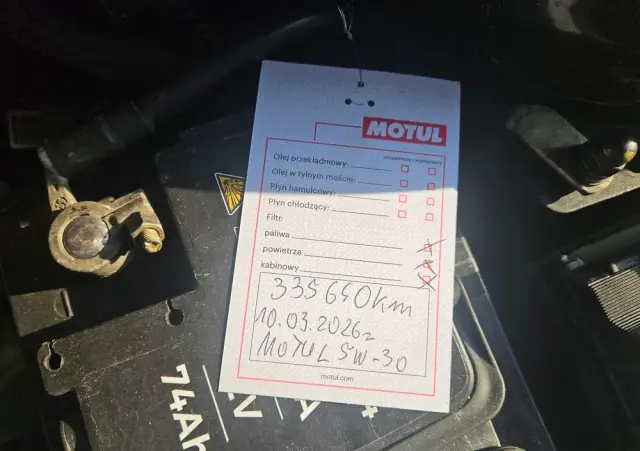 MOTUL
Olej przekładniowy:
Olej w tylnym moście:
Płyn hamulcowy:
Płyn chłodzący:
Filtr:
paliwa
powietrza
kabinowy
335 640km
10.03.2026r
MOTUL 5W-30
motul.com
74Ah